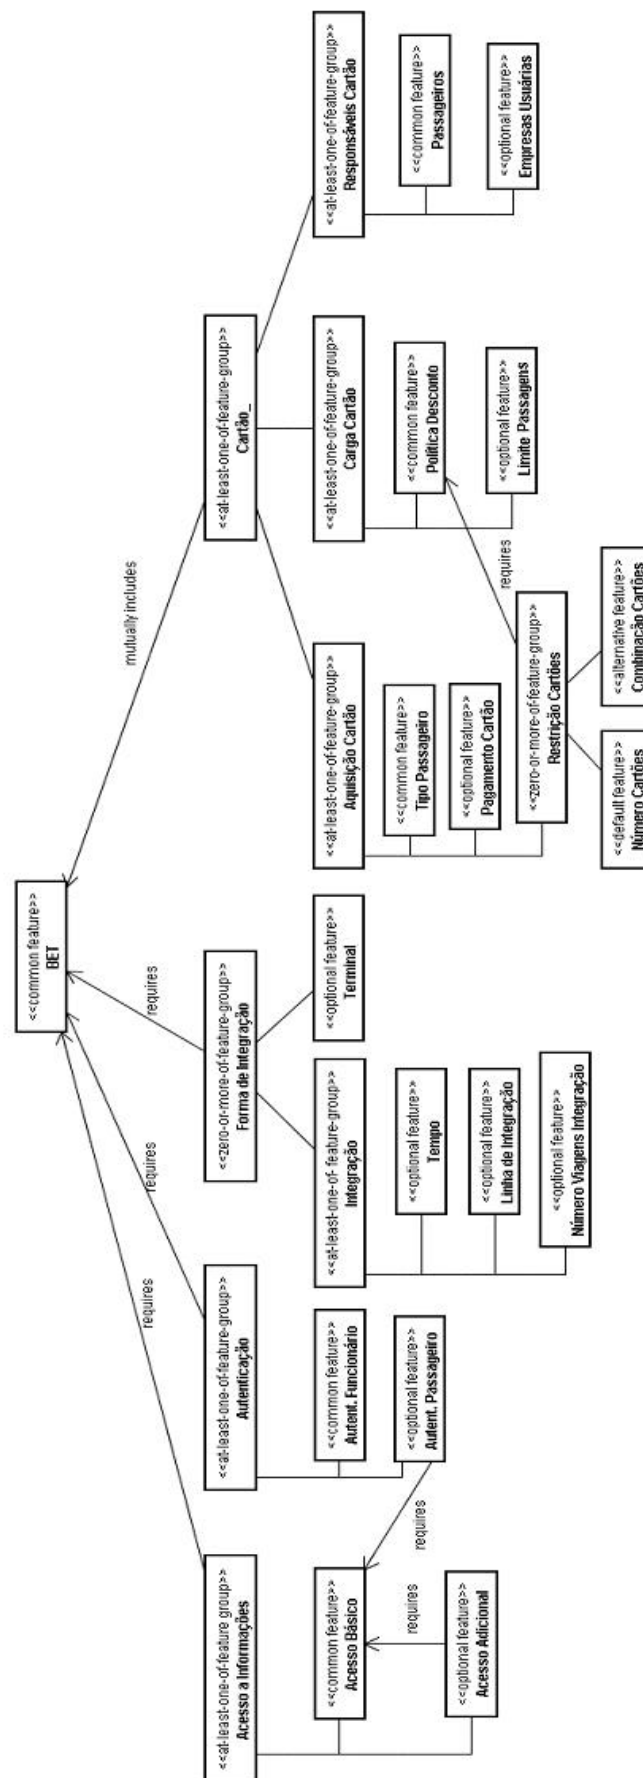 <<common feature>>
BET
requires
requires
requires
mutually includes
<<at-least-one-of-feature group>>
Acesso a Informações
<<at-least-one-of-feature-group>>
Autenticação
<<zero-or-more-of-feature-group>>
Forma de Integração
<<at-least-one-of-feature-group>>
Cartão_
<<common feature>>
Acesso Básico
<<common feature>>
Autent. Funcionário
<<at-least-one-of- feature-group>>
Integração
<<optional feature>>
Terminal
<<at-least-one-of-feature-group>>
Aquisição Cartão
<<at-least-one-of-feature-group>>
Carga Cartão
<<at-least-one-of-feature-group>>
Responsáveis Cartão
requires
requires
<<optional feature>>
Autent. Passageiro
<<optional feature>>
Acesso Adicional
<<optional feature>>
Tempo
<<optional feature>>
Linha de Integração
<<optional feature>>
Número Viagens Integração
<<common feature>>
Tipo Passageiro
<<optional feature>>
Pagamento Cartão
<<common feature>>
Política Desconto
<<optional feature>>
Limite Passagens
<<common feature>>
Passageiros
<<optional feature>>
Empresas Usuárias
requires
<<zero-or-more-of-feature-group>>
Restrição Cartões
<<default feature>>
Número Cartões
<<alternative feature>>
Combinação Cartões